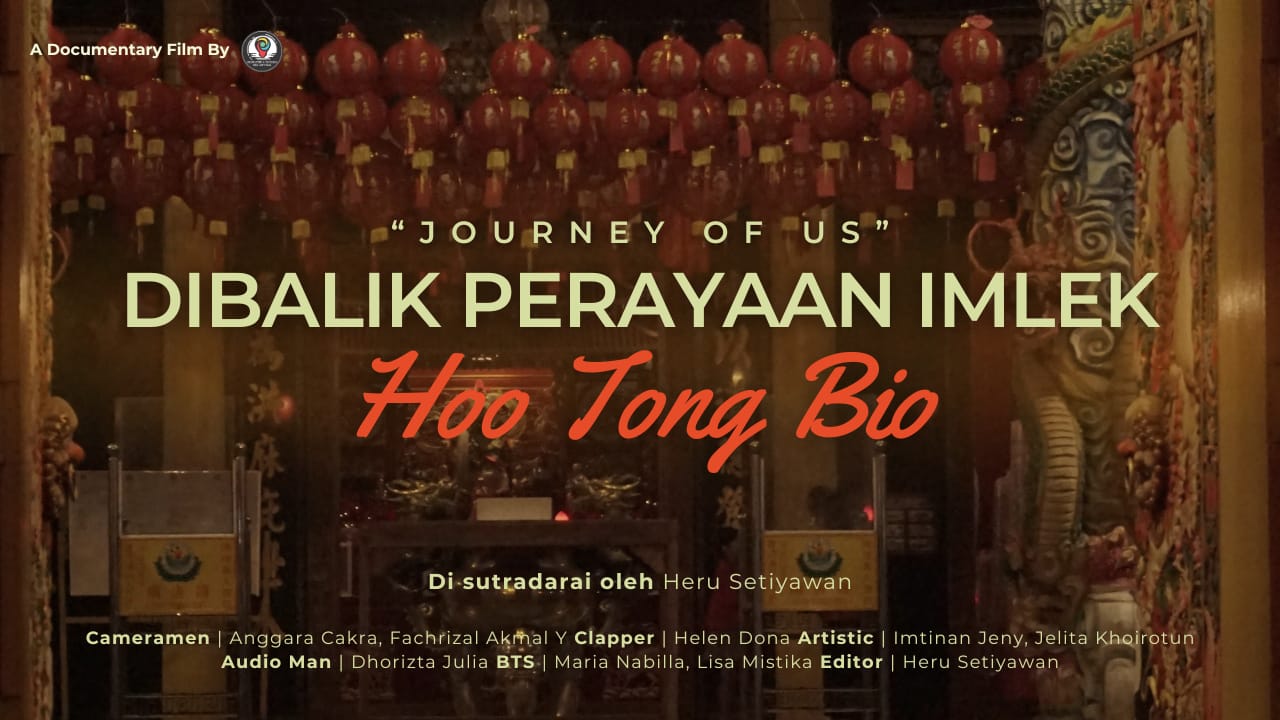 A Documentary Film By
“JOURNEY OF US”
DIBALIK PERAYAAN IMLEK
Hoo Tong Bio
Di sutradarai oleh Heru Setiyawan
Cameramen | Anggara Cakra, Fachrizal Akmal Y Clapper | Helen Dona Artistic | Imtinan Jeny, Jelita Khoirotun
Audio Man | Dhorizta Julia BTS | Maria Nabilla, Lisa Mistika Editor | Heru Setiyawan